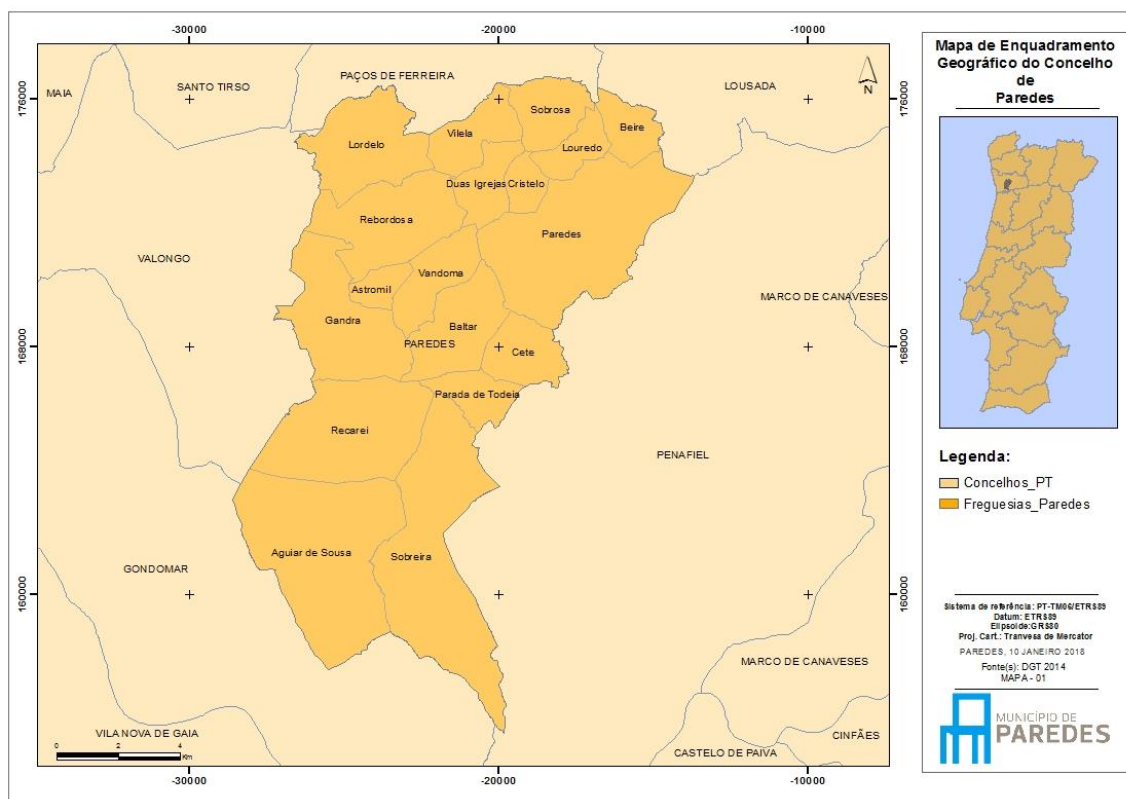 -30000
-20000
-10000
176000
176000
168000
168000
160000
160000
MAIA
SANTO TIRSO
PAÇOS DE FERREIRA
LOUSADA
N
Sobrosa
Beire
Vilela
Lordelo
Louredo
Duas Igrejas
Cristelo
Rebordosa
Paredes
VALONGO
Vandoma
Astromil
MARCO DE CANAVESES
Gandra
Baltar
PAREDES
Cete
Parada de Todeia
Recarei
PENAFIEL
Aguiar de Sousa
Sobreira
GONDOMAR
MARCO DE CANAVESES
VILA NOVA DE GAIA
CINFÃES
CASTELO DE PAIVA
0 2 4
Km
-30000
-20000
-10000
Mapa de Enquadramento
Geográfico do Concelho
de
Paredes
Legenda:
Concelhos_PT
Freguesias_Paredes
Sistema de referência: PT-TM06/ETRS89
Datum: ETRS89
Elipsoide:GRS80
Proj. Cart.: Tranvesa de Mercator
PAREDES, 10 JANEIRO 2018
Fonte(s): DGT 2014
MAPA - 01
MUNICÍPIO DE
PAREDES